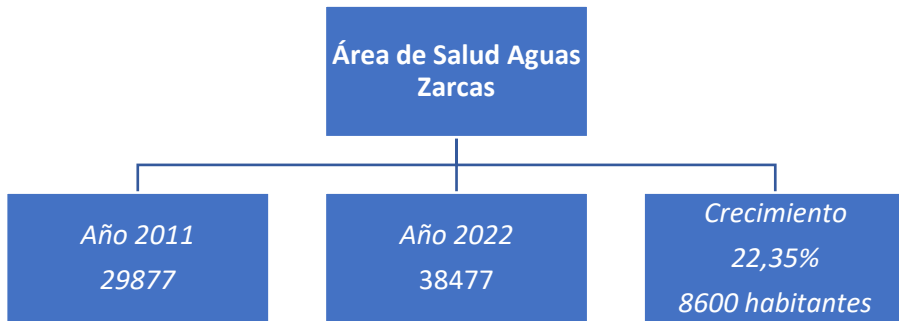 Área de Salud Aguas
Zarcas
Año 2011
29877
Año 2022
38477
Crecimiento
22,35%
8600 habitantes